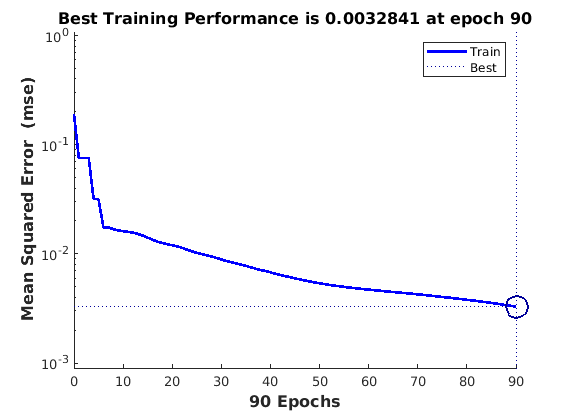 Best Training Performance is 0.0032841 at epoch 90
10^0
10^-1
10^-2
10^-3
Mean Squared Error (mse)
Train
Best
0 10 20 30 40 50 60 70 80 90
90 Epochs